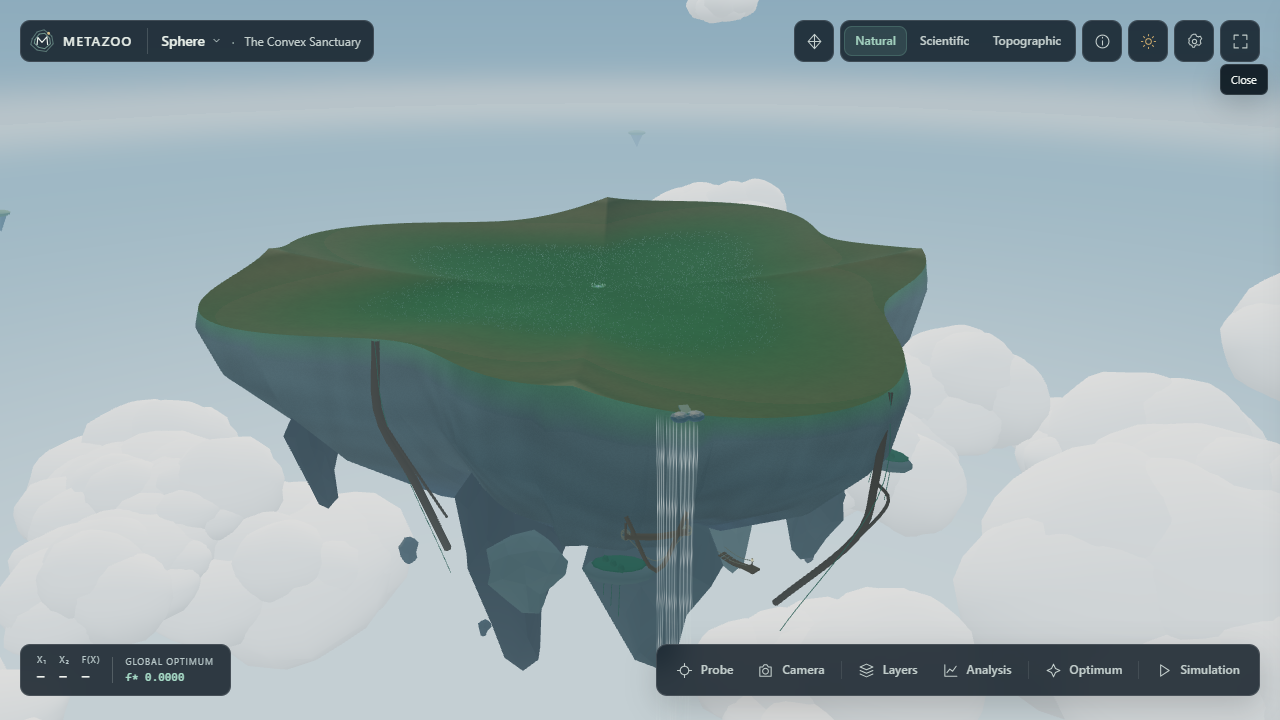 METAZOO Sphere · The Convex Sanctuary
Natural Scientific Topographic
Close
X₁ X₂ F(X) GLOBAL OPTIMUM
— — — f* 0.0000
Probe Camera Layers Analysis Optimum Simulation